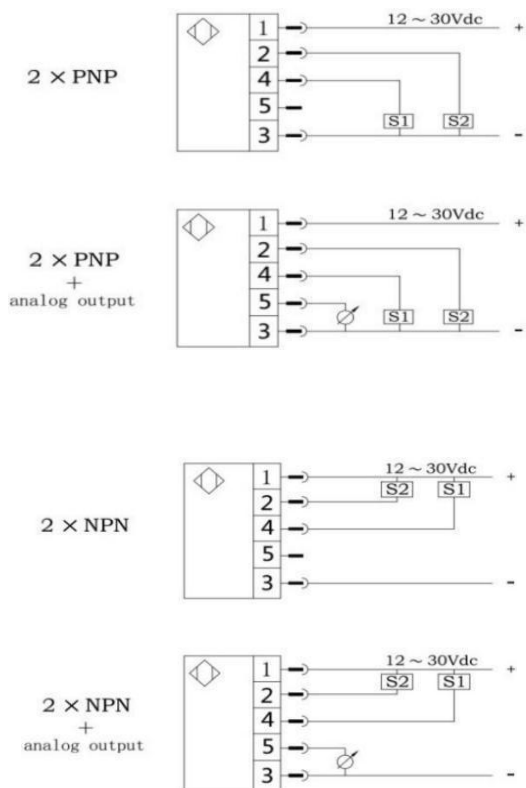 1 12～30Vdc +
2
2 × PNP
4
5 S1 S2
3 -
1 12～30Vdc +
2
2 × PNP
+
4
analog output
5 S1 S2
3 -
1 12～30Vdc +
2 S2 S1
2 × NPN
4
5
3 -
1 12～30Vdc +
2 S2 S1
2 × NPN
4
+
analog output
5
3 -